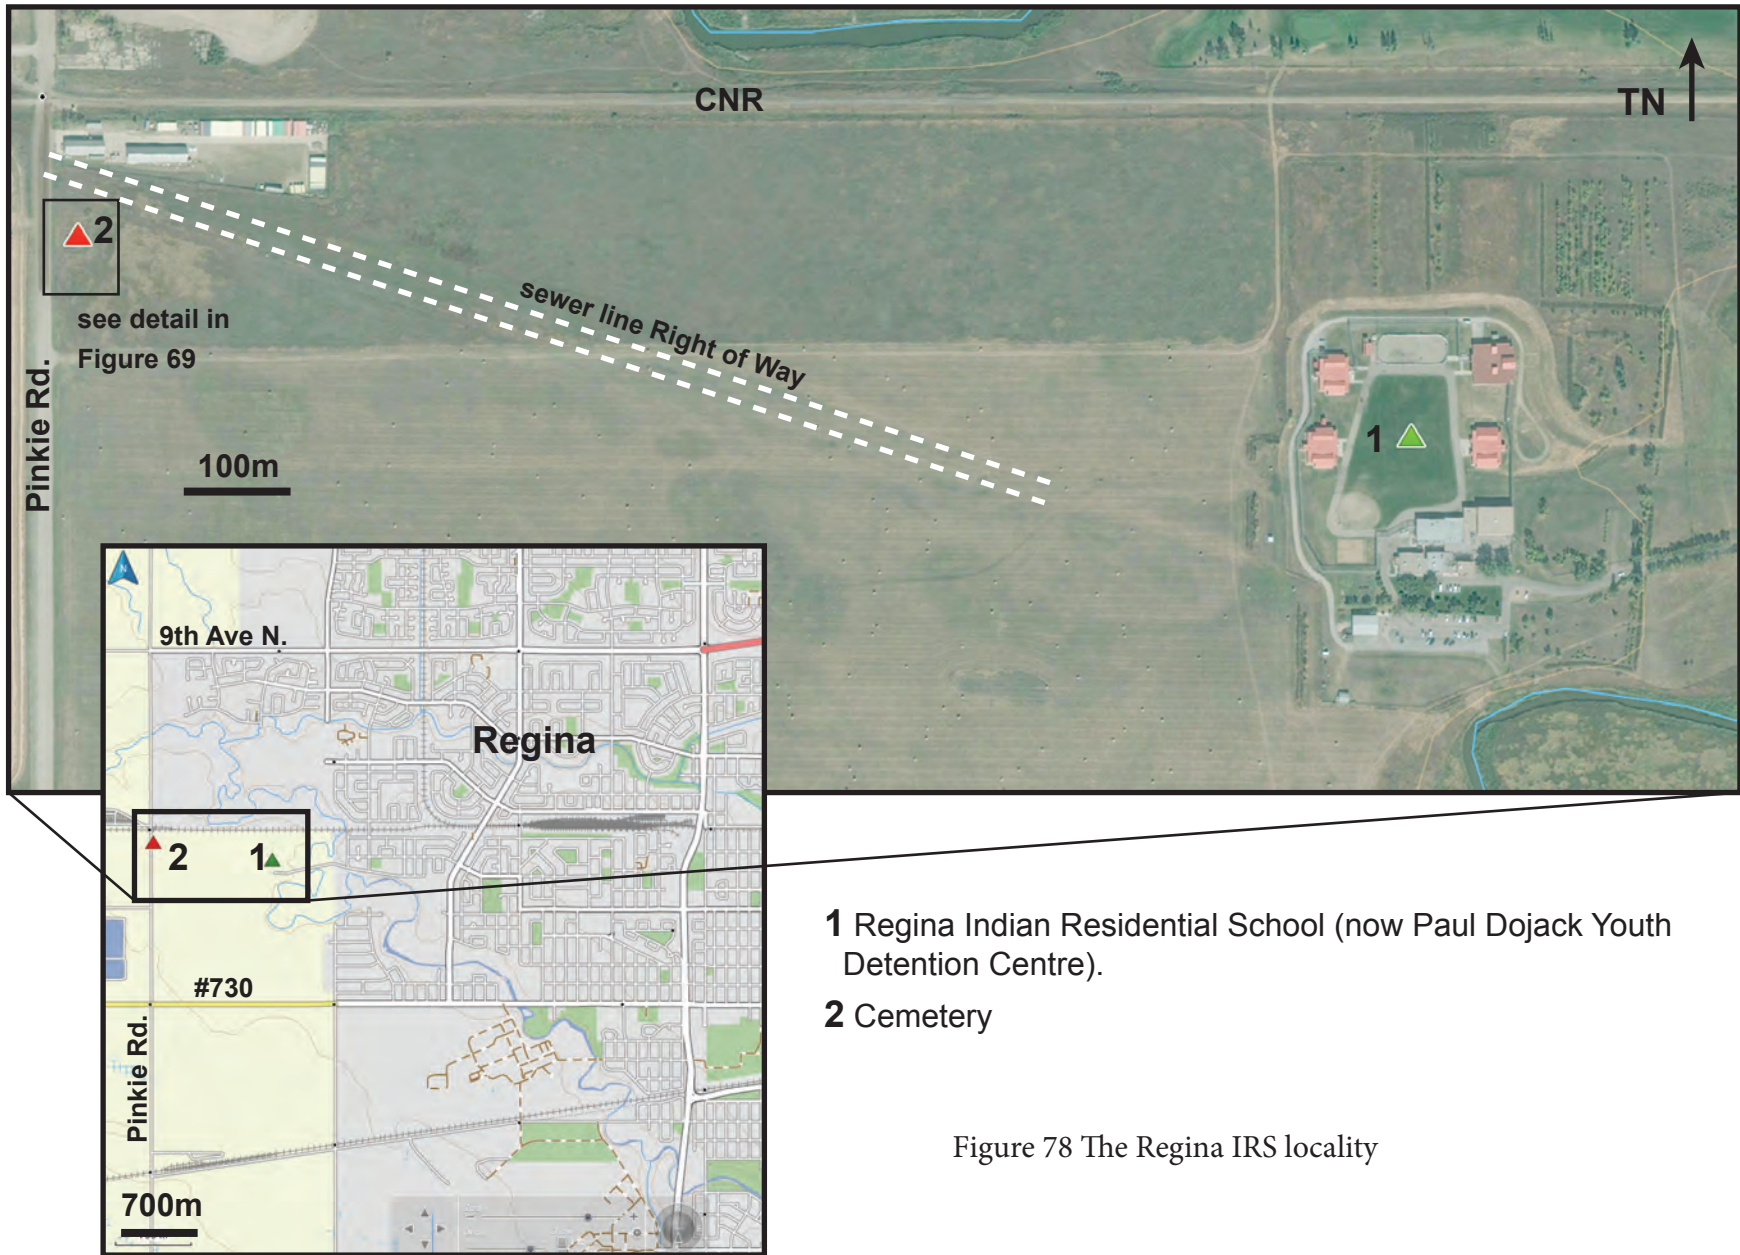 CNR
TN
2
see detail in
Figure 69
sewer line Right of Way
Pinkie Rd.
100m
1
N
9th Ave N.
Regina
2
1
#730
Pinkie Rd.
700m
1 Regina Indian Residential School (now Paul Dojack Youth
Detention Centre).
2 Cemetery
Figure 78 The Regina IRS locality